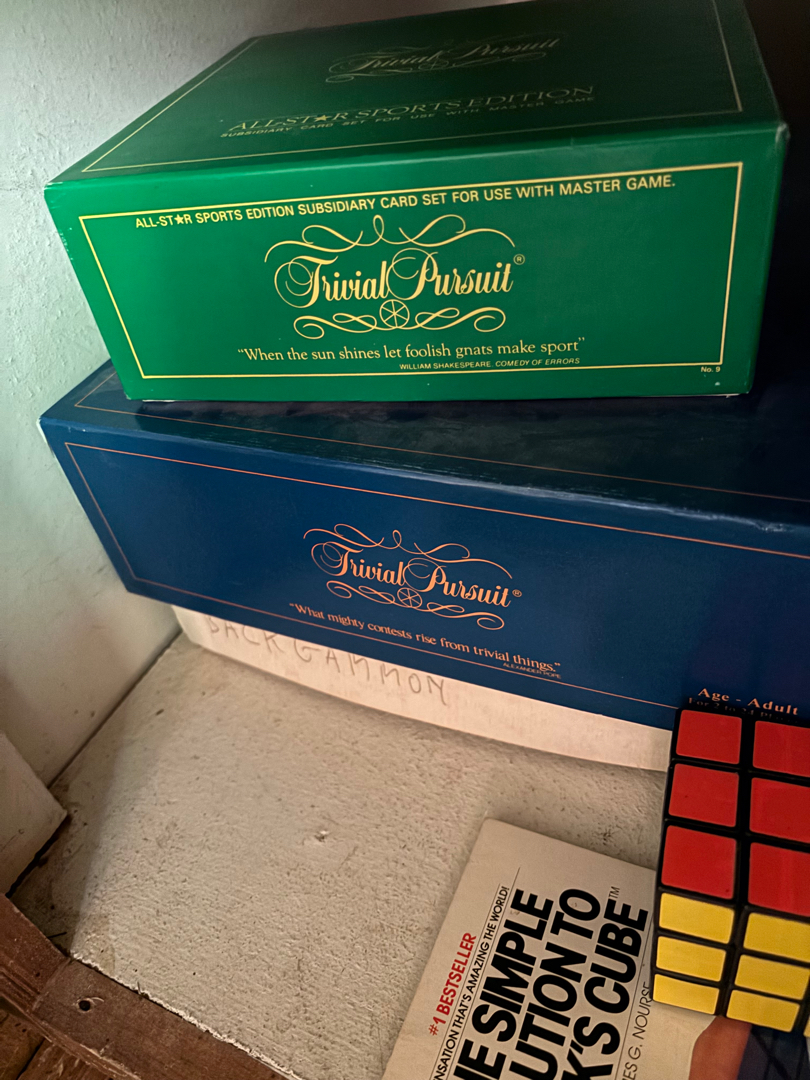 Trivial Pursuit
ALL-ST★R SPORTS EDITION
SUBSIDIARY CARD SET FOR USE WITH MASTER GAME
ALL-ST★R SPORTS EDITION SUBSIDIARY CARD SET FOR USE WITH MASTER GAME.
Trivial Pursuit®
“When the sun shines let foolish gnats make sport”
WILLIAM SHAKESPEARE. COMEDY OF ERRORS
No. 9
Trivial Pursuit®
“What mighty contests rise from trivial things.”
ALEXANDER POPE
Age - Adult
BACKGAMMON
#1 BESTSELLER
NSATION THAT'S AMAZING THE WORLD!
E SIMPLE
UTION TO
K'S CUBE™
ES G. NOURSE